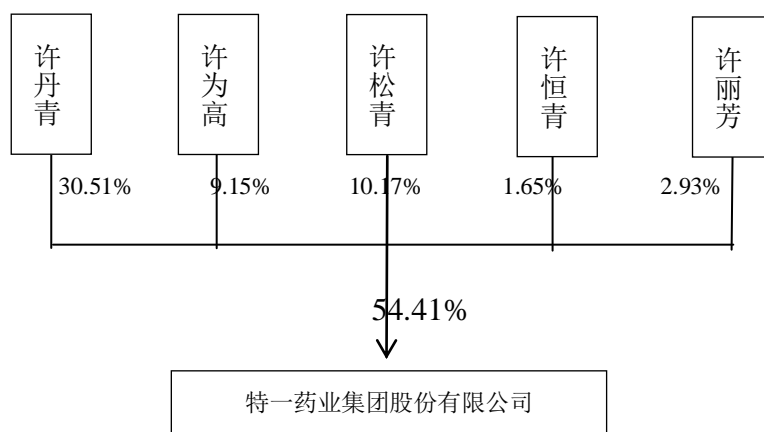 许丹青
许为高
许松青
许恒青
许丽芳
30.51%
9.15%
10.17%
1.65%
2.93%
54.41%
特一药业集团股份有限公司